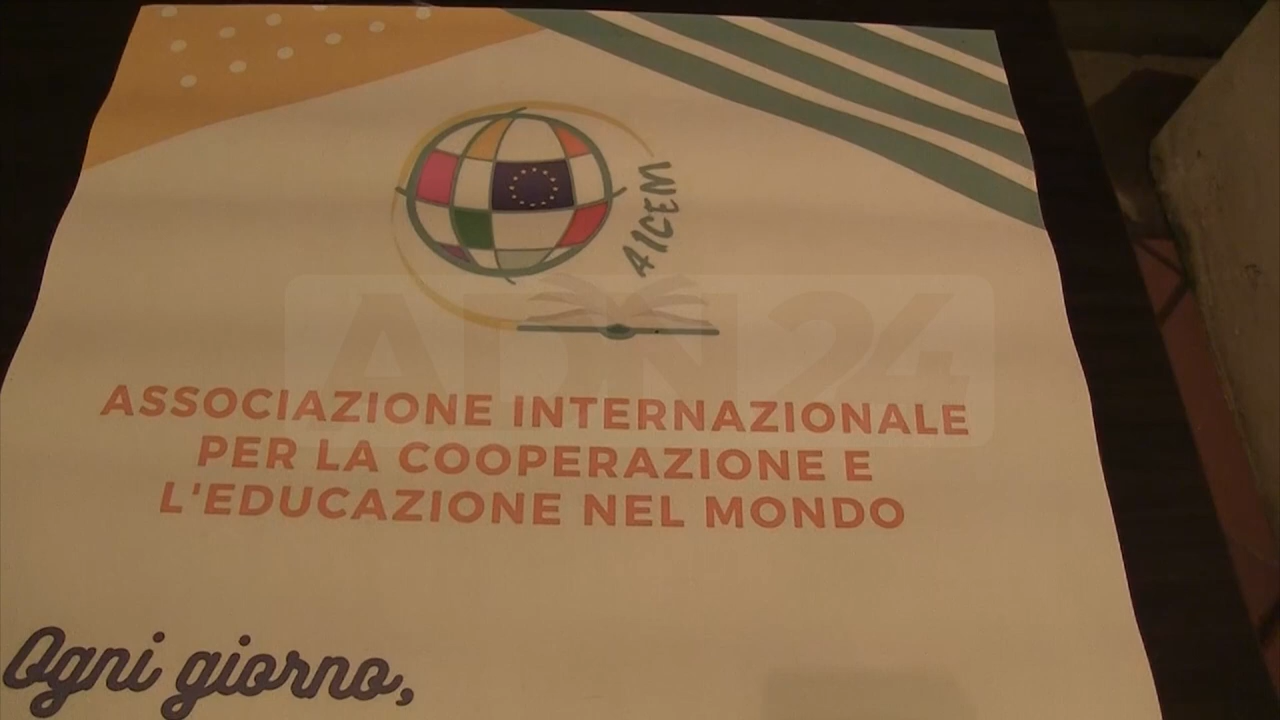 AICEM
ADN24
ASSOCIAZIONE INTERNAZIONALE
PER LA COOPERAZIONE E
L'EDUCAZIONE NEL MONDO
Ogni giorno,